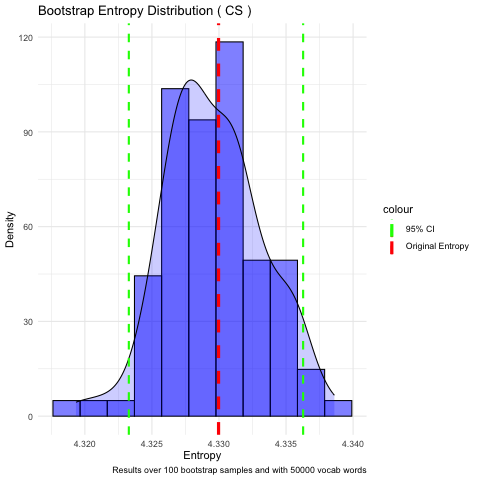 Bootstrap Entropy Distribution ( CS )
120
90
60
30
0
Density
4.320
4.325
4.330
4.335
4.340
Entropy
colour
95% CI
Original Entropy
Results over 100 bootstrap samples and with 50000 vocab words